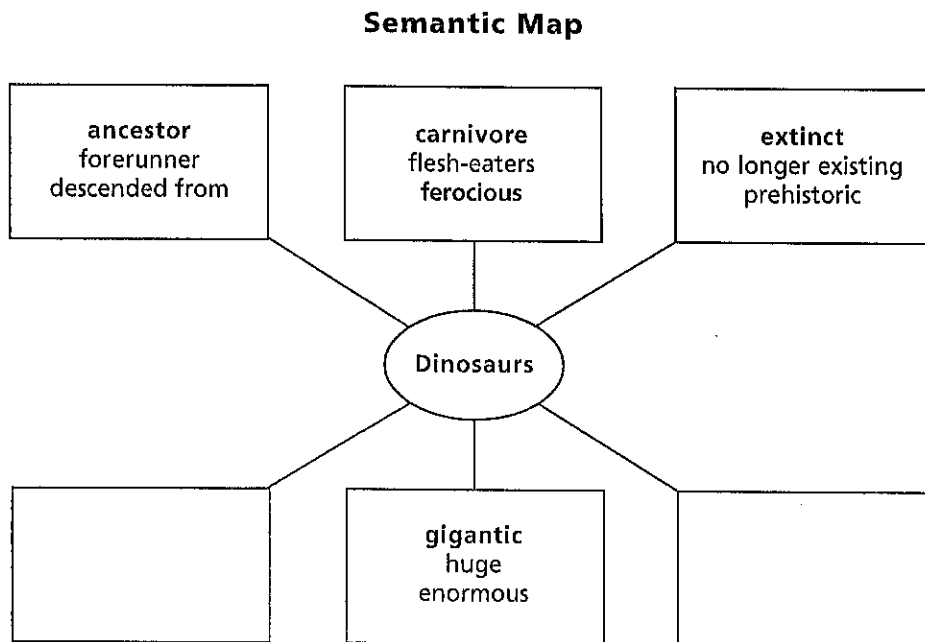 Semantic Map
ancestor
forerunner
descended from
carnivore
flesh-eaters
ferocious
extinct
no longer existing
prehistoric
Dinosaurs
gigantic
huge
enormous